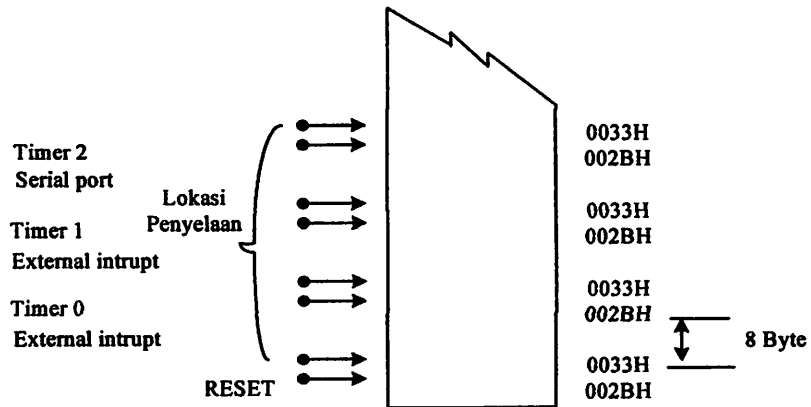 Timer 2
Serial port
Timer 1
External intrupt
Timer 0
External intrupt
Lokasi
Penyelaan
RESET
0033H
002BH
0033H
002BH
0033H
002BH
0033H
002BH
8 Byte